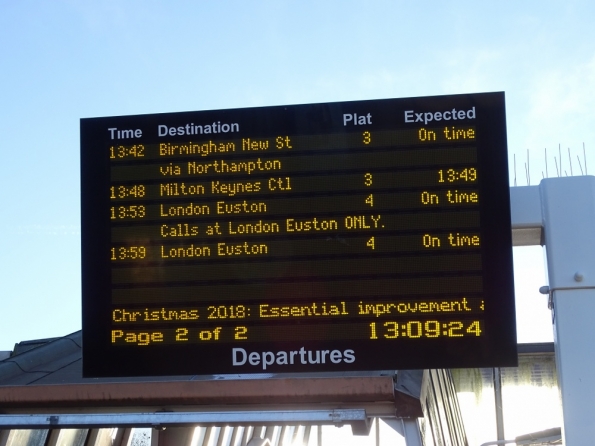 Time Destination Plat Expected
13:42 Birmingham New St 3 On time
via Northampton
13:48 Milton Keynes Ctl 3 13:49
13:53 London Euston 4 On time
Calls at London Euston ONLY.
13:59 London Euston 4 On time
Christmas 2018: Essential improvement
Page 2 of 2 13:09:24
Departures